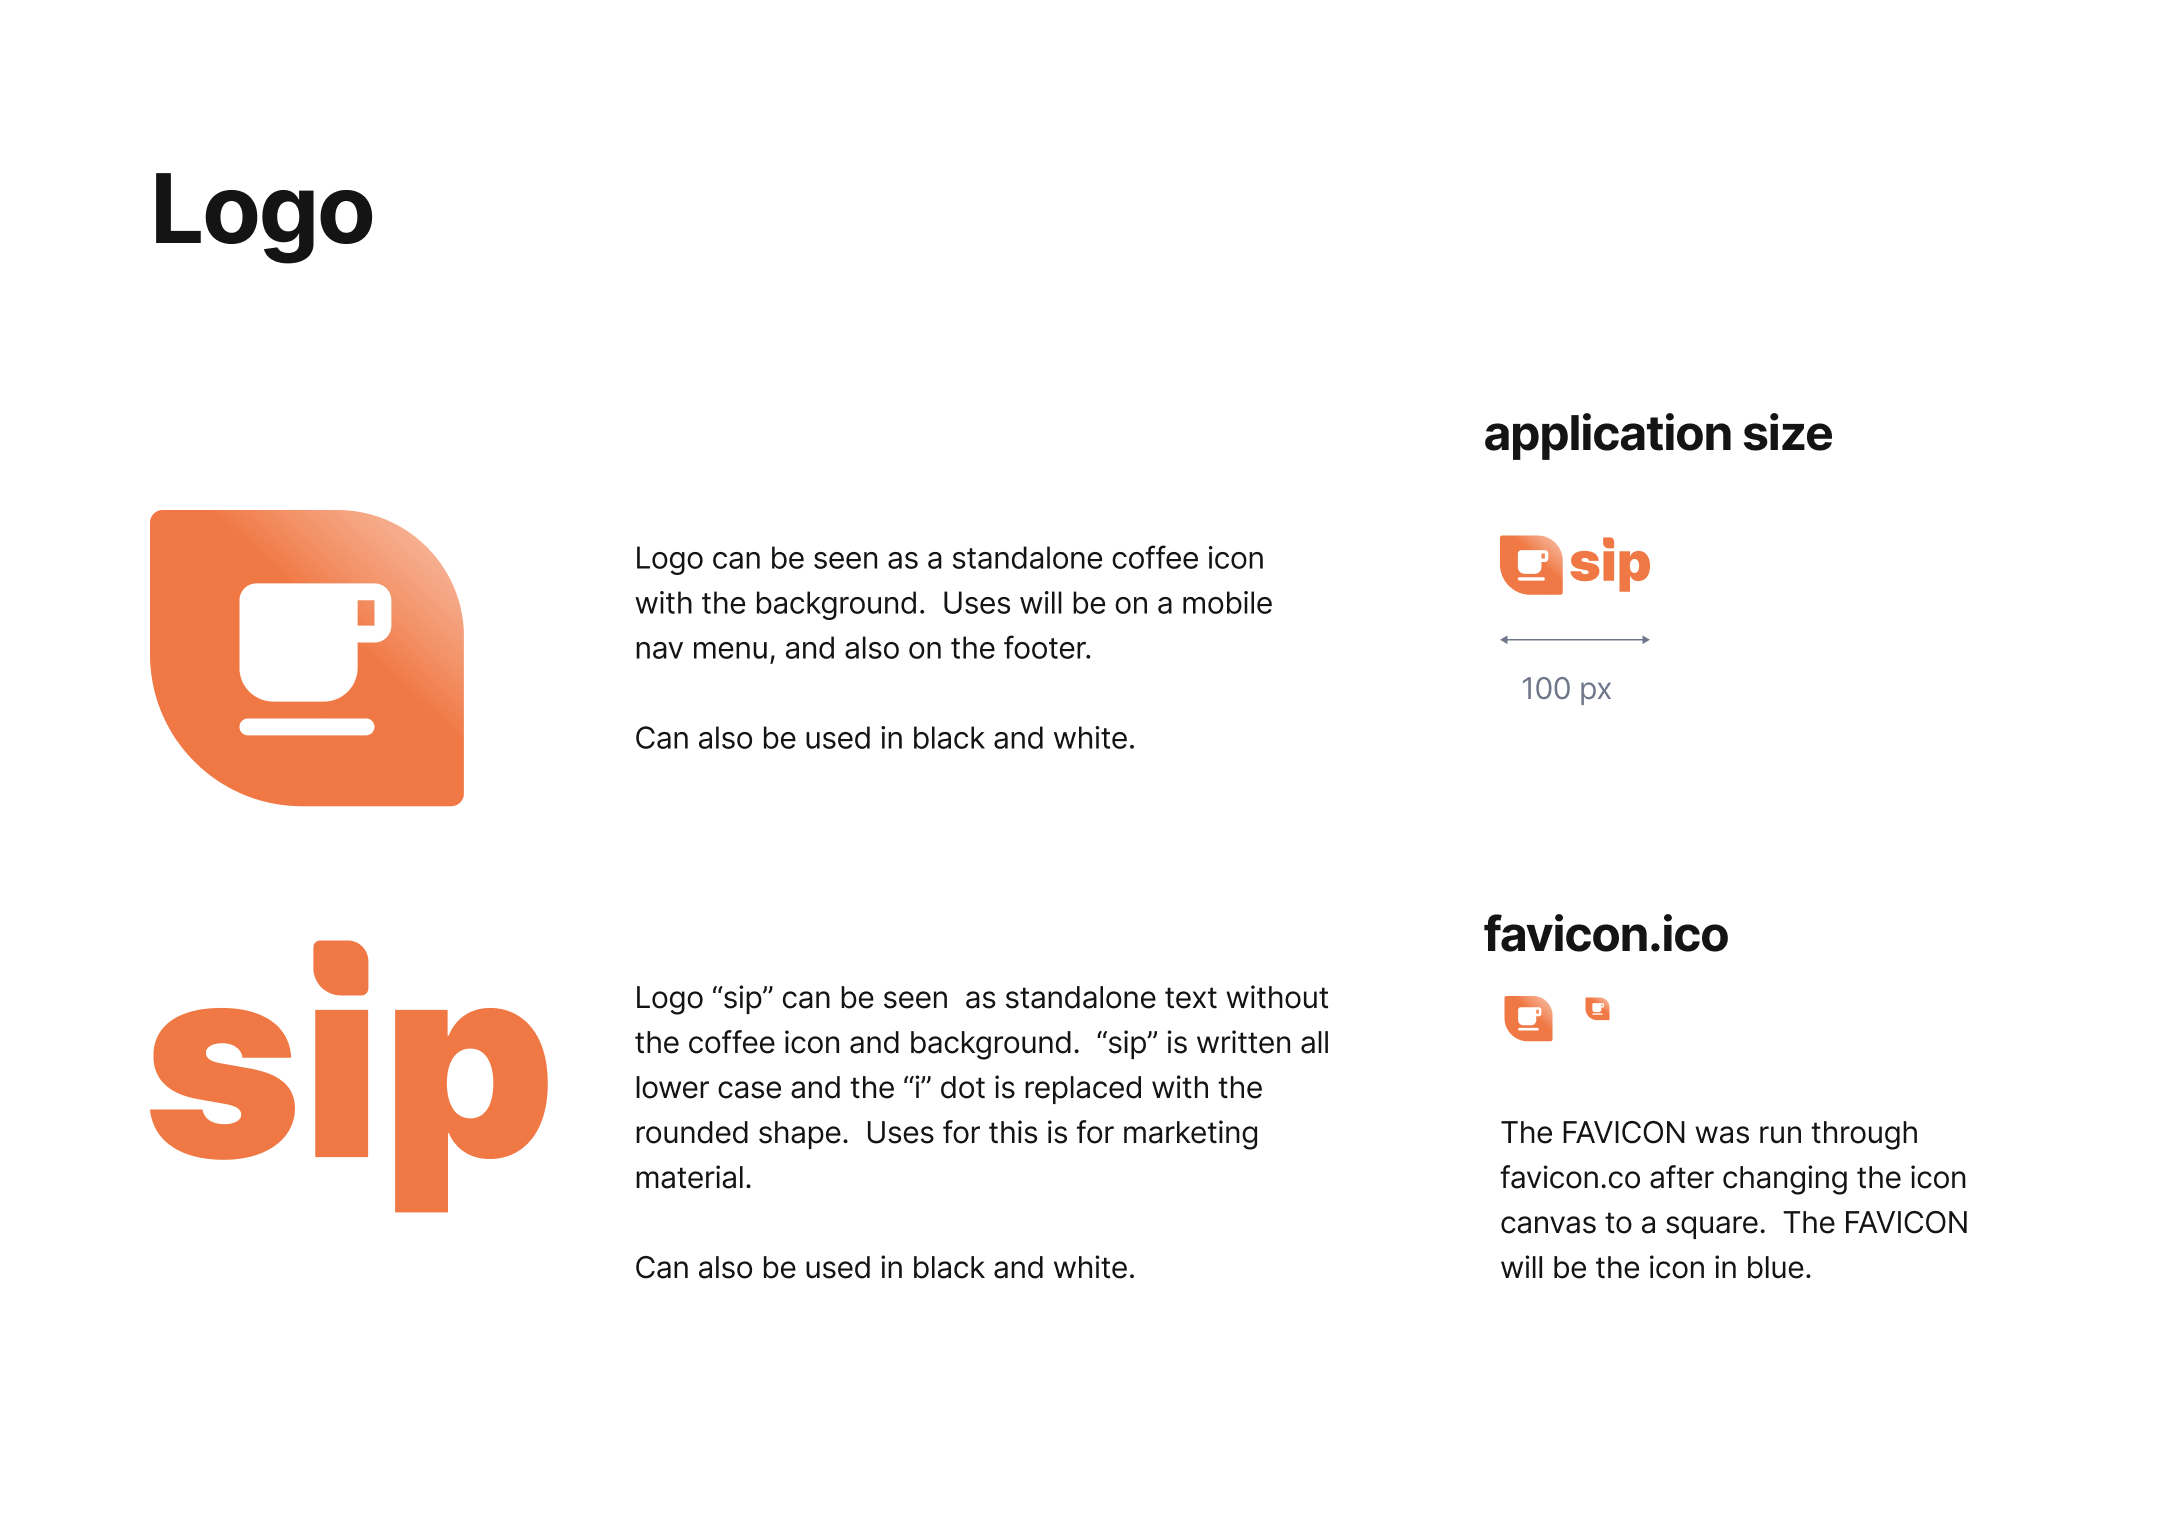 Logo
Logo can be seen as a standalone coffee icon
with the background.  Uses will be on a mobile
nav menu, and also on the footer.
Can also be used in black and white.
application size
sip
100 px
sip
Logo “sip” can be seen  as standalone text without
the coffee icon and background.  “sip” is written all
lower case and the “i” dot is replaced with the
rounded shape.  Uses for this is for marketing
material.
Can also be used in black and white.
favicon.ico
The FAVICON was run through
favicon.co after changing the icon
canvas to a square.  The FAVICON
will be the icon in blue.